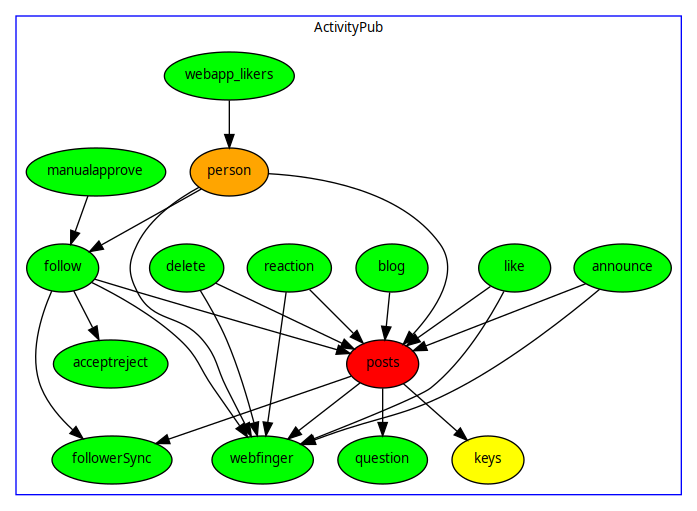 ActivityPub
webapp_likers
manualapprove
person
follow
delete
reaction
blog
like
announce
acceptreject
posts
followerSync
webfinger
question
keys